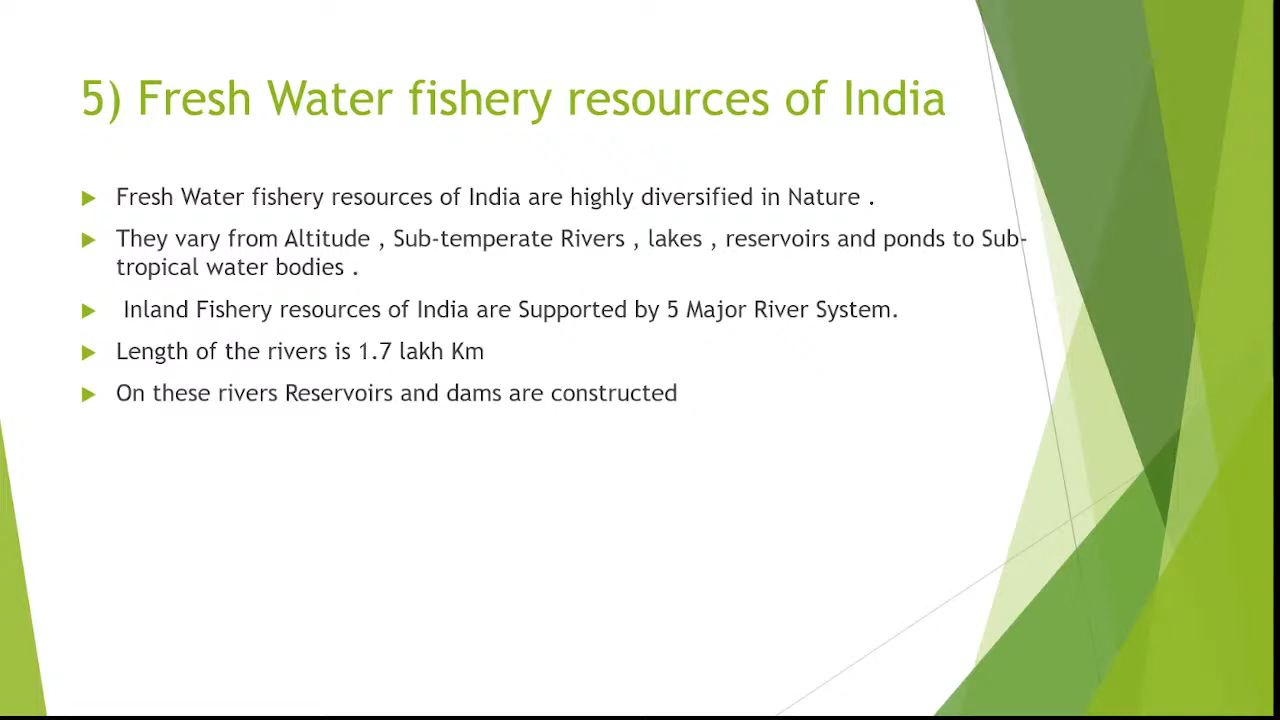 5) Fresh Water fishery resources of India
Fresh Water fishery resources of India are highly diversified in Nature .
They vary from Altitude , Sub-temperate Rivers , lakes , reservoirs and ponds to Sub-
tropical water bodies .
Inland Fishery resources of India are Supported by 5 Major River System.
Length of the rivers is 1.7 lakh Km
On these rivers Reservoirs and dams are constructed